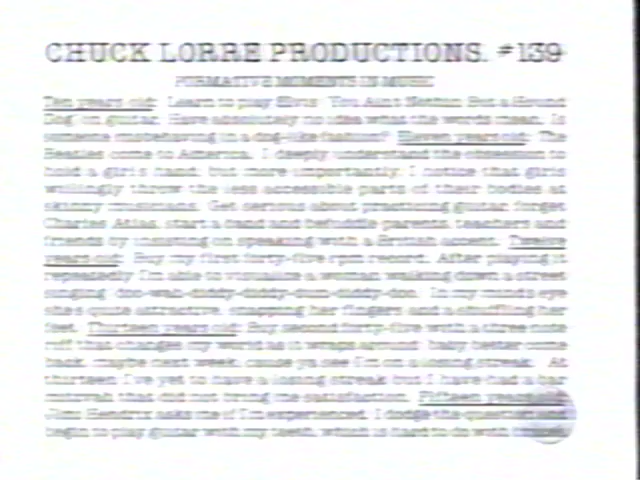 CHUCK LORRE PRODUCTIONS, #139
FORMATIVE MOMENTS IN MUSIC
Ten years old: Learn to play Elvis' "You Ain't Nothin But a Hound
Dog" on guitar. Have absolutely no idea what the words mean. Is
someone misbehaving in a dog-like fashion? Eleven years old: The
Beatles come to America. I deeply understand the obsession to
hold a girl's hand, but more importantly, I notice that girls
willingly throw the less accessible parts of their bodies at
skinny musicians. Get serious about practicing guitar, forget
Charles Atlas, start a band and befuddle parents, teachers and
friends by insisting on speaking with a British accent. Twelve
years old: Buy my first forty-five rpm record. After playing it
repeatedly I'm able to visualize a woman walking down a street
singing doo-wah-diddy-diddy-dum-diddy-doo. In my mind's eye
she's quite attractive, snapping her fingers and shuffling her
feet. Thirteen years old: Buy second forty-five with a three note
riff that changes my world as it wraps around baby better come
back, maybe next week, cause ya see I'm on a losing streak. At
thirteen I've yet to have a losing streak but I have had a bar
mitzvah that did not bring me satisfaction. Fifteen years
Jimi Hendrix asks me if I'm experienced. I dodge the question and
begin to play guitar with my teeth, which is hard to do with